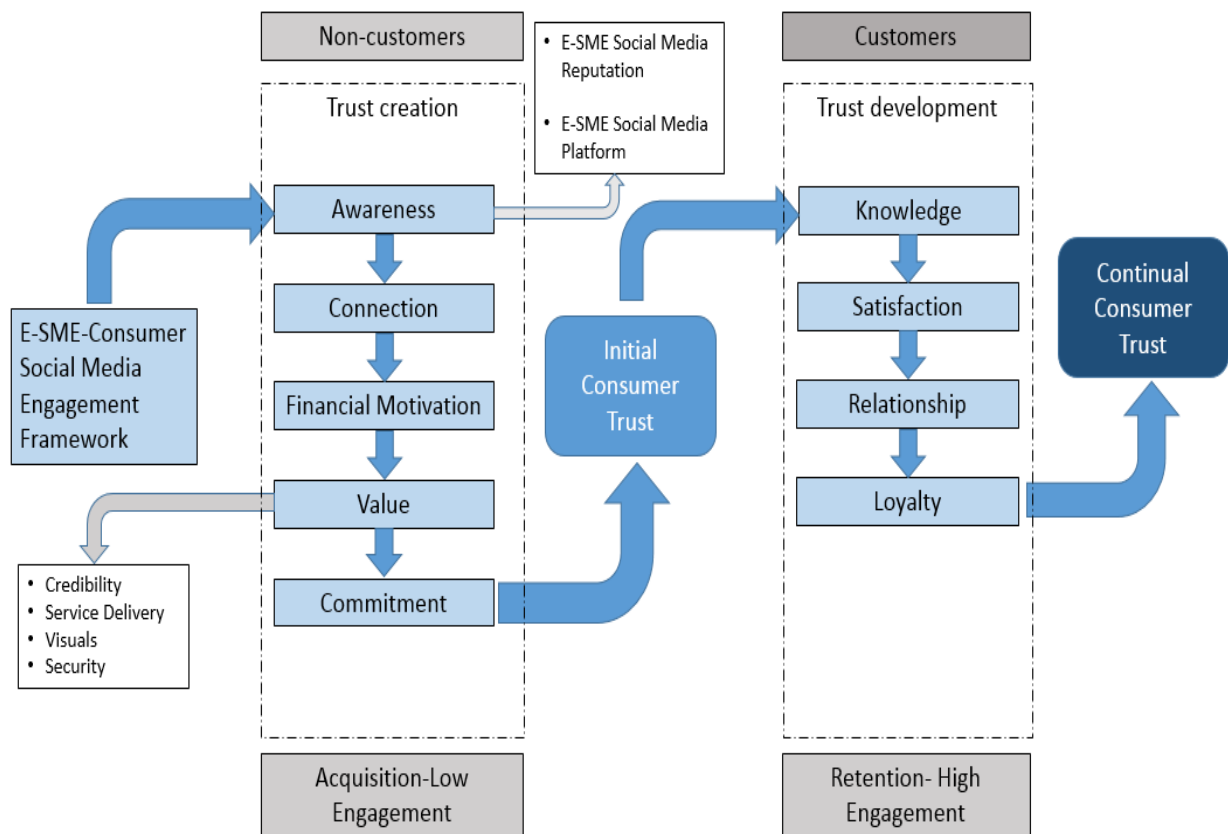 Non-customers
• E-SME Social Media
Reputation
• E-SME Social Media
Platform
Customers
Trust creation
Trust development
Awareness
Knowledge
Connection
Satisfaction
E-SME-Consumer
Social Media
Engagement
Framework
Initial
Consumer
Trust
Continual
Consumer
Trust
Financial Motivation
Relationship
Value
Loyalty
• Credibility
• Service Delivery
• Visuals
• Security
Commitment
Acquisition-Low
Engagement
Retention- High
Engagement